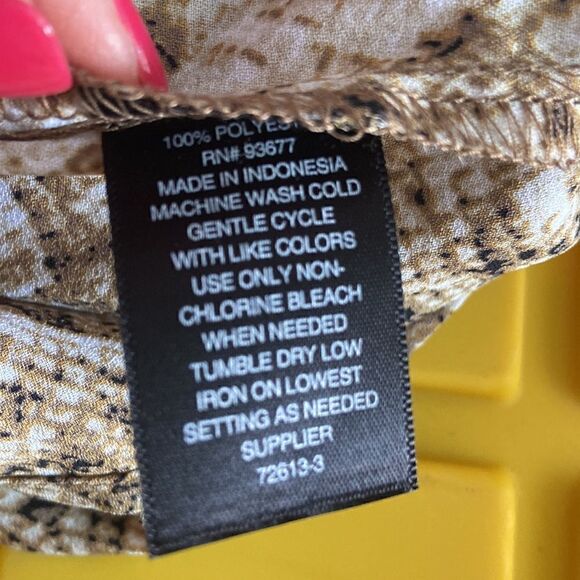 100% POLYEST
RN# 93677
MADE IN INDONESIA
MACHINE WASH COLD
GENTLE CYCLE
WITH LIKE COLORS
USE ONLY NON-
CHLORINE BLEACH
WHEN NEEDED
TUMBLE DRY LOW
IRON ON LOWEST
SETTING AS NEEDED
SUPPLIER
72613-3